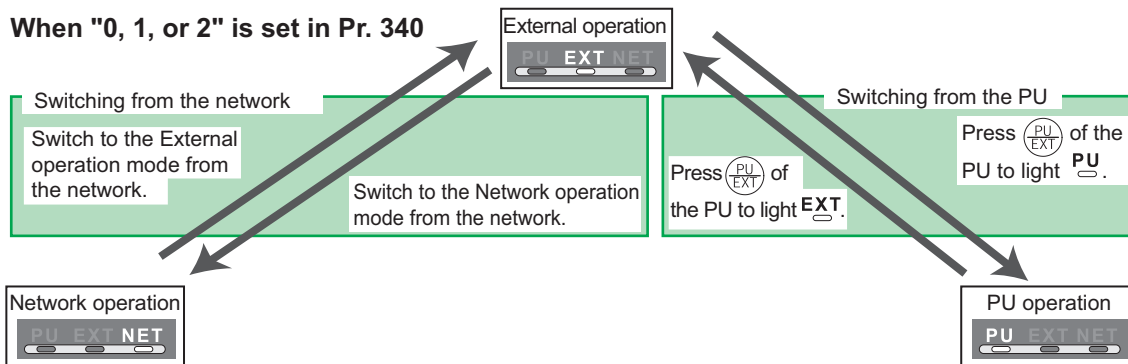 When "0, 1, or 2" is set in Pr. 340
External operation
PU EXT NET
Switching from the network
Switch to the External
operation mode from
the network.
Switch to the Network operation
mode from the network.
Switching from the PU
Press PU/EXT of the
PU to light PU.
Press PU/EXT of
the PU to light EXT.
Network operation
PU EXT NET
PU operation
PU EXT NET